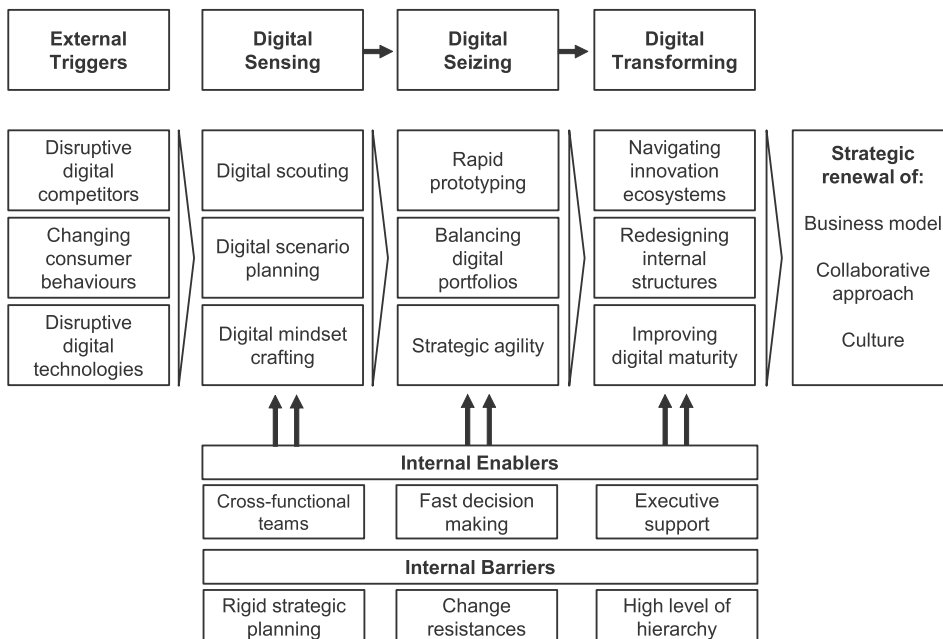 External
Triggers
Digital
Sensing
Digital
Seizing
Digital
Transforming
Disruptive
digital
competitors
Changing
consumer
behaviours
Disruptive
digital
technologies
Digital scouting
Digital scenario
planning
Digital mindset
crafting
Rapid
prototyping
Balancing
digital
portfolios
Strategic agility
Navigating
innovation
ecosystems
Redesigning
internal
structures
Improving
digital maturity
Strategic
renewal of:
Business model
Collaborative
approach
Culture
Internal Enablers
Cross-functional
teams
Fast decision
making
Executive
support
Internal Barriers
Rigid strategic
planning
Change
resistances
High level of
hierarchy